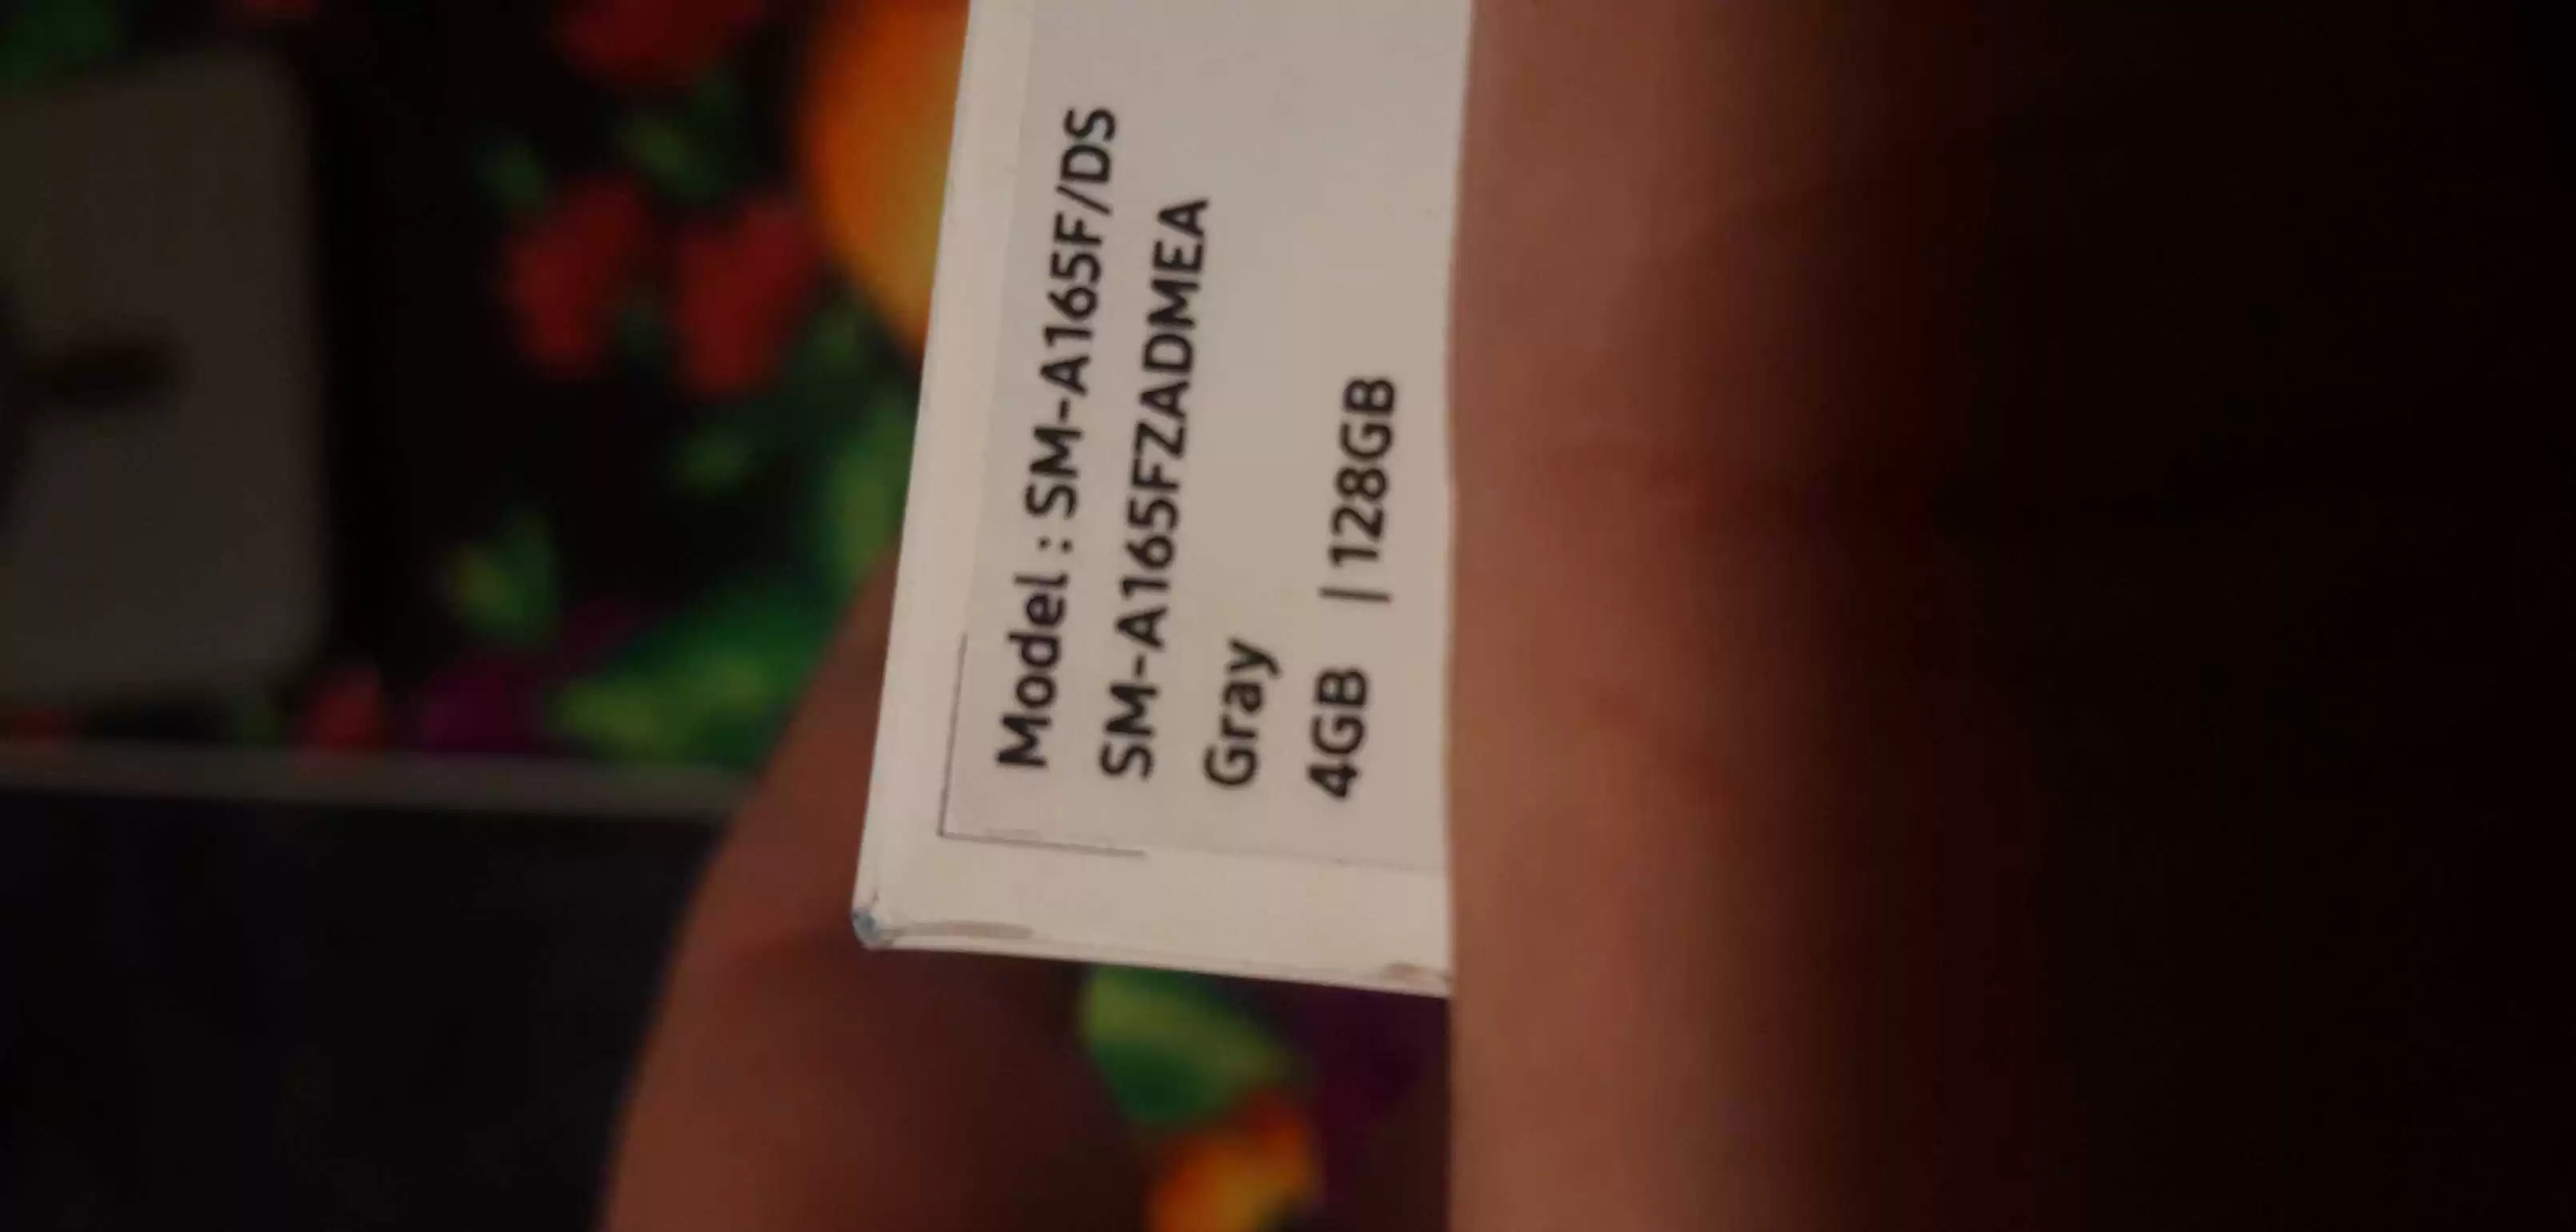 Model : SM-A165F/DS
SM-A165FZADMEA
Gray
4GB | 128GB